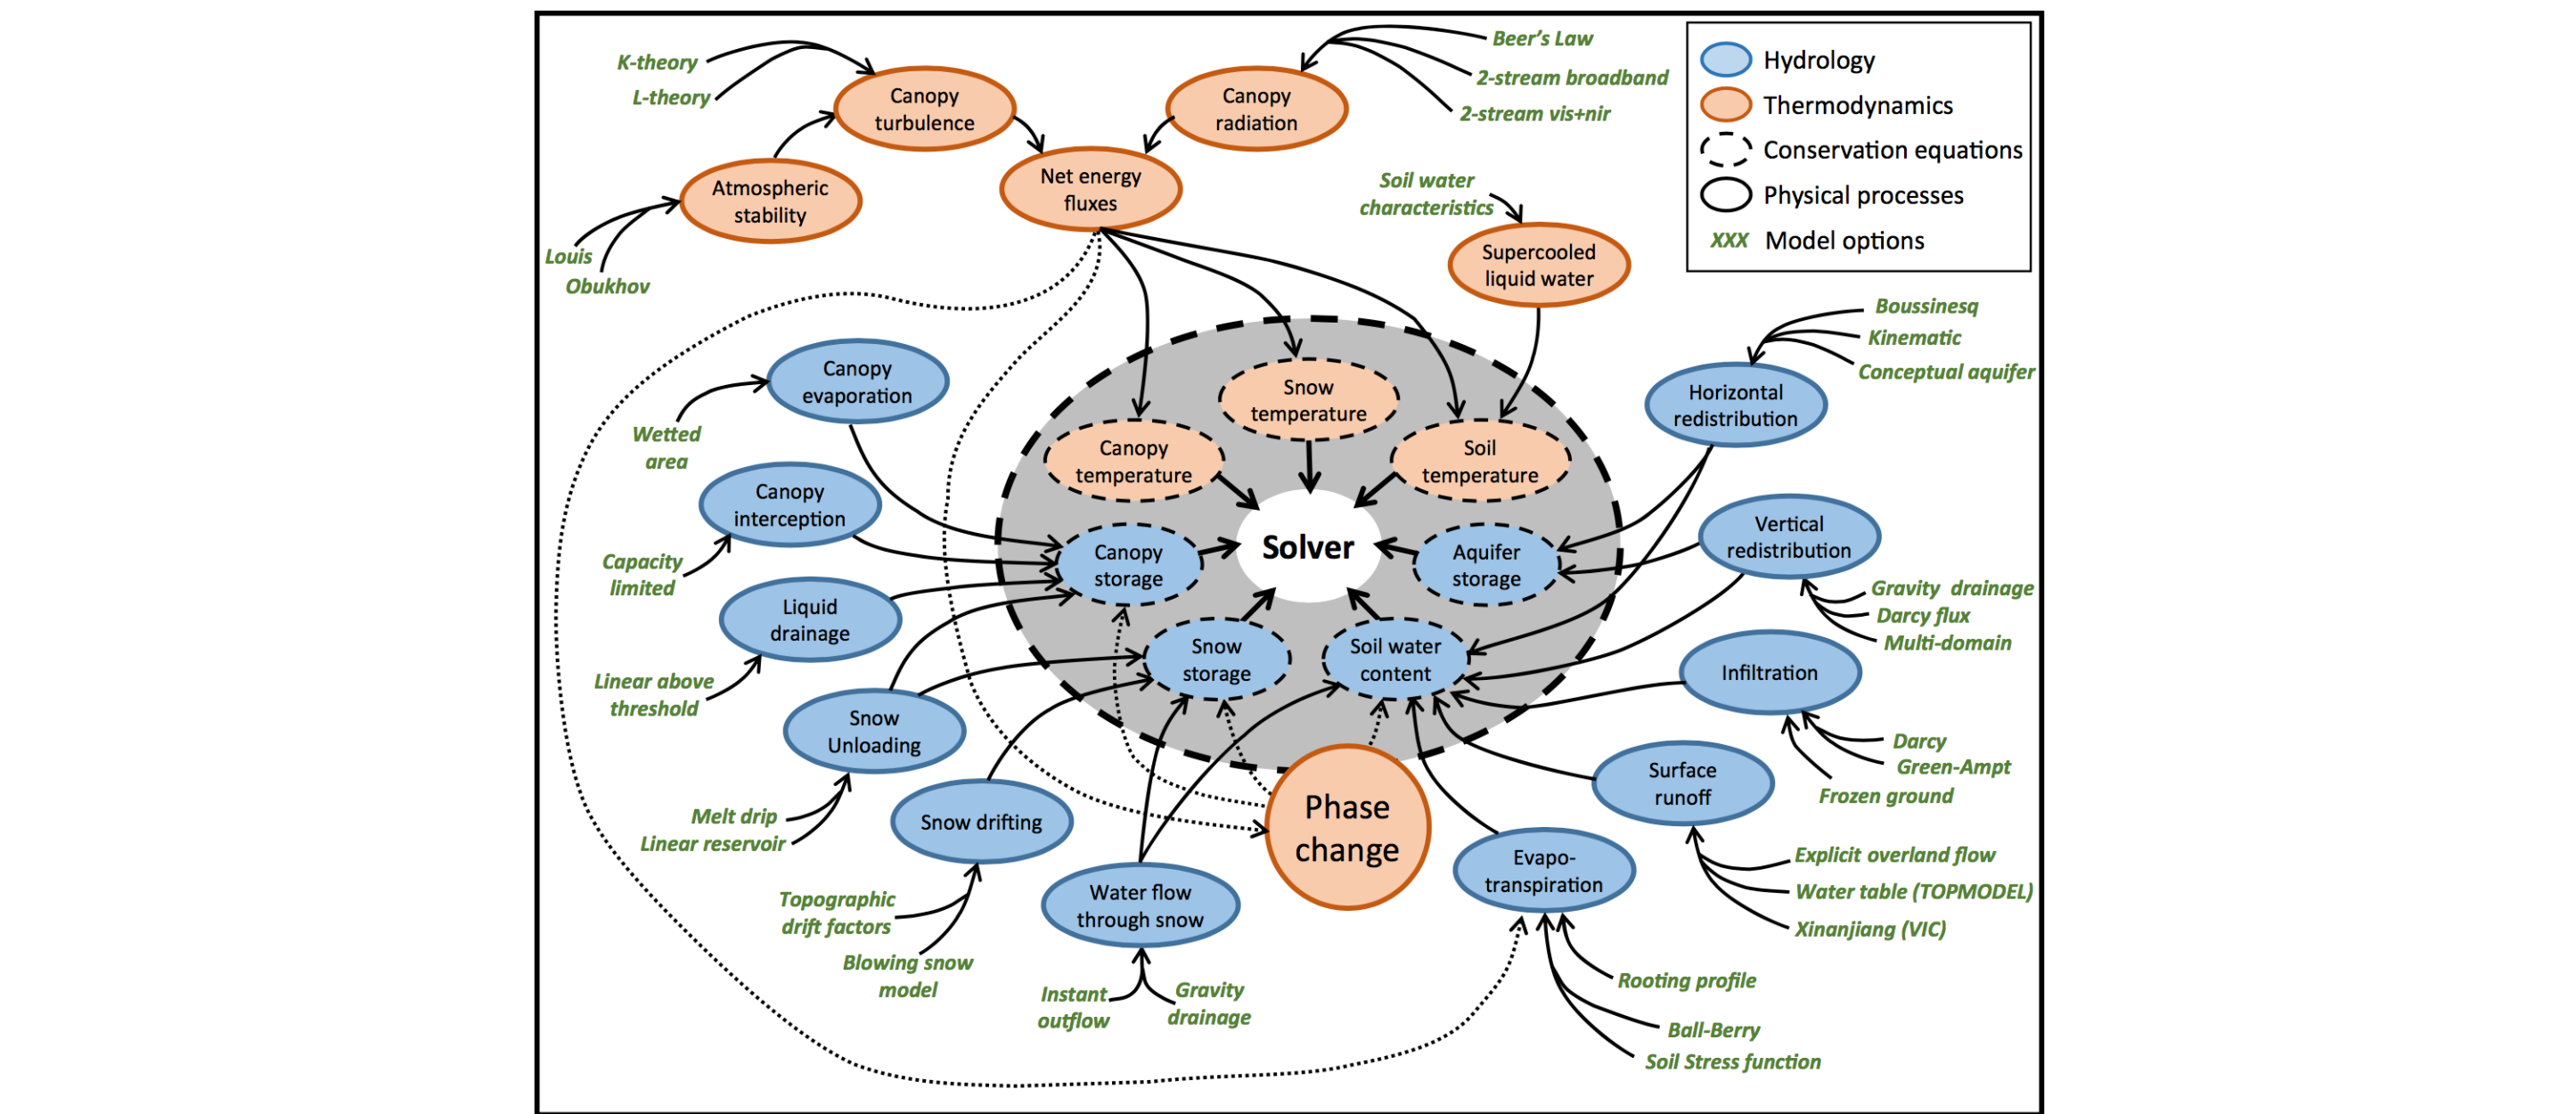 K-theory
L-theory
Canopy
turbulence
Canopy
radiation
Beer's Law
2-stream broadband
2-stream vis+nir
Hydrology
Thermodynamics
Conservation equations
Physical processes
XXX Model options
Atmospheric
stability
Net energy
fluxes
Louis
Obukhov
Soil water
characteristics
Supercooled
liquid water
Boussinesq
Kinematic
Conceptual aquifer
Canopy
evaporation
Wetted
area
Snow
temperature
Canopy
temperature
Soil
temperature
Horizontal
redistribution
Canopy
interception
Capacity
limited
Canopy
storage
Solver
Aquifer
storage
Vertical
redistribution
Gravity drainage
Darcy flux
Multi-domain
Liquid
drainage
Linear above
threshold
Snow
storage
Soil water
content
Infiltration
Darcy
Green-Ampt
Frozen ground
Snow
Unloading
Melt drip
Linear reservoir
Snow drifting
Topographic
drift factors
Blowing snow
model
Water flow
through snow
Instant
outflow
Gravity
drainage
Phase
change
Surface
runoff
Explicit overland flow
Water table (TOPMODEL)
Xinanjiang (VIC)
Evapo-
transpiration
Rooting profile
Ball-Berry
Soil Stress function